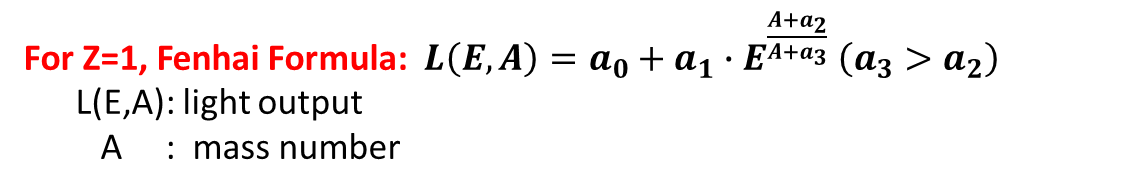 For Z=1, Fenhai Formula: L(E, A) = a₀ + a₁ · E^((A+a₂)/(A+a₃)) (a₃ > a₂)
L(E,A): light output
A : mass number